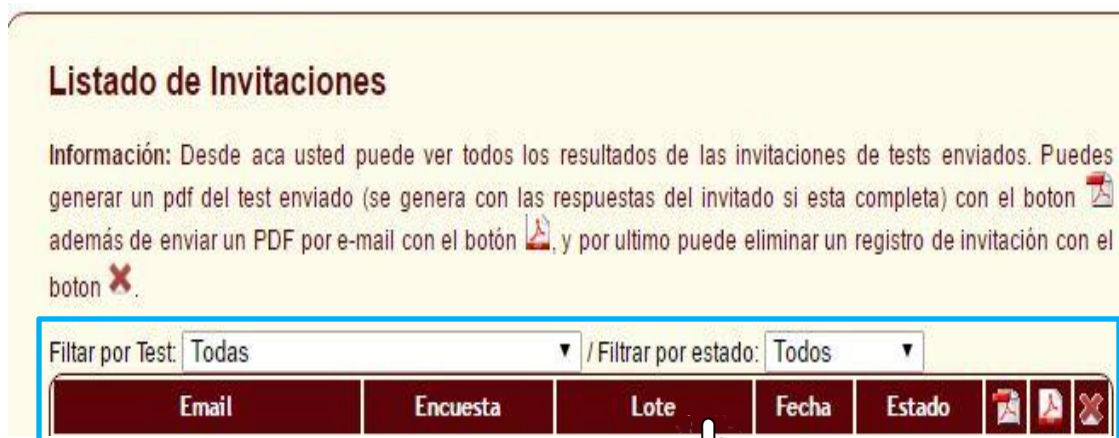 Listado de Invitaciones
Información: Desde aca usted puede ver todos los resultados de las invitaciones de tests enviados. Puedes
generar un pdf del test enviado (se genera con las respuestas del invitado si esta completa) con el boton
además de enviar un PDF por e-mail con el botón , y por ultimo puede eliminar un registro de invitación con el
boton .
Filtar por Test: Todas / Filtrar por estado: Todos
Email Encuesta Lote Fecha Estado